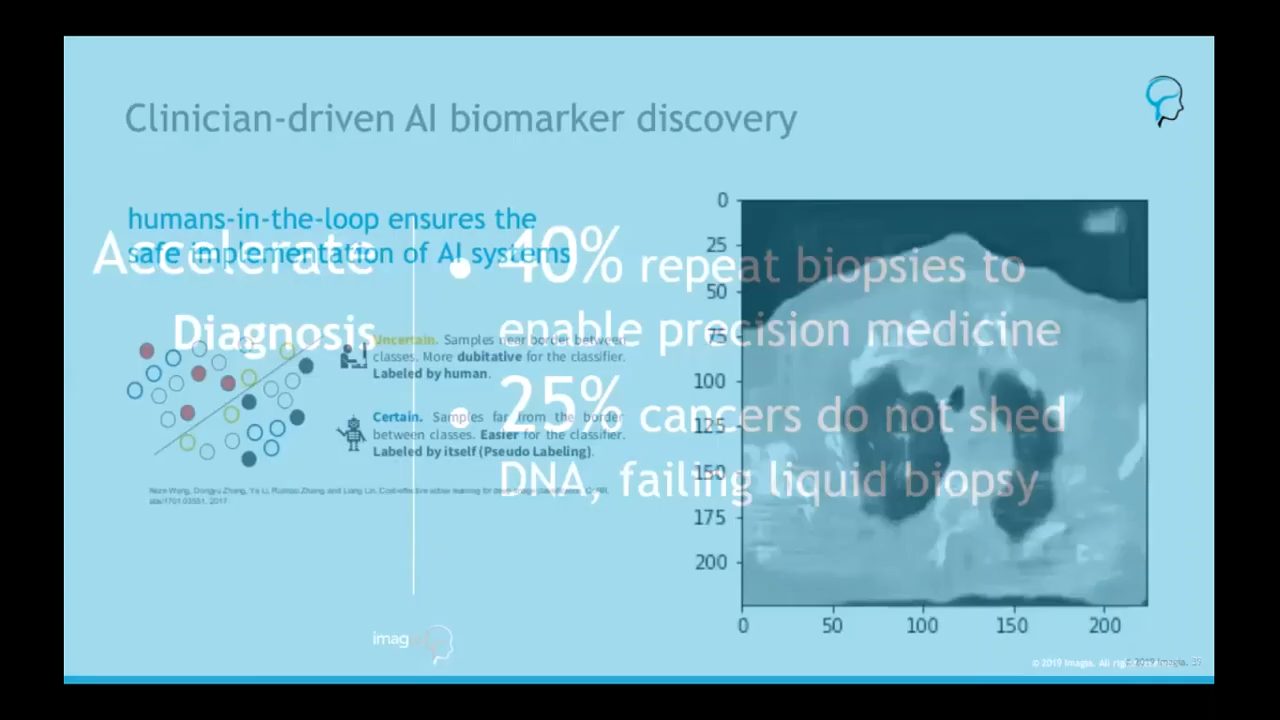 Clinician-driven AI biomarker discovery
humans-in-the-loop ensures the
safe implementation of AI systems
Accelerate
Diagnosis
• 40% repeat biopsies to
enable precision medicine
• 25% cancers do not shed
DNA, failing liquid biopsy
Uncertain. Samples near border between
classes. More dubitative for the classifier.
Labeled by human.
Certain. Samples far from the border
between classes. Easier for the classifier.
Labeled by itself (Pseudo Labeling).
0
25
50
75
100
125
150
175
200
0 50 100 150 200
© 2019 Imagia. All